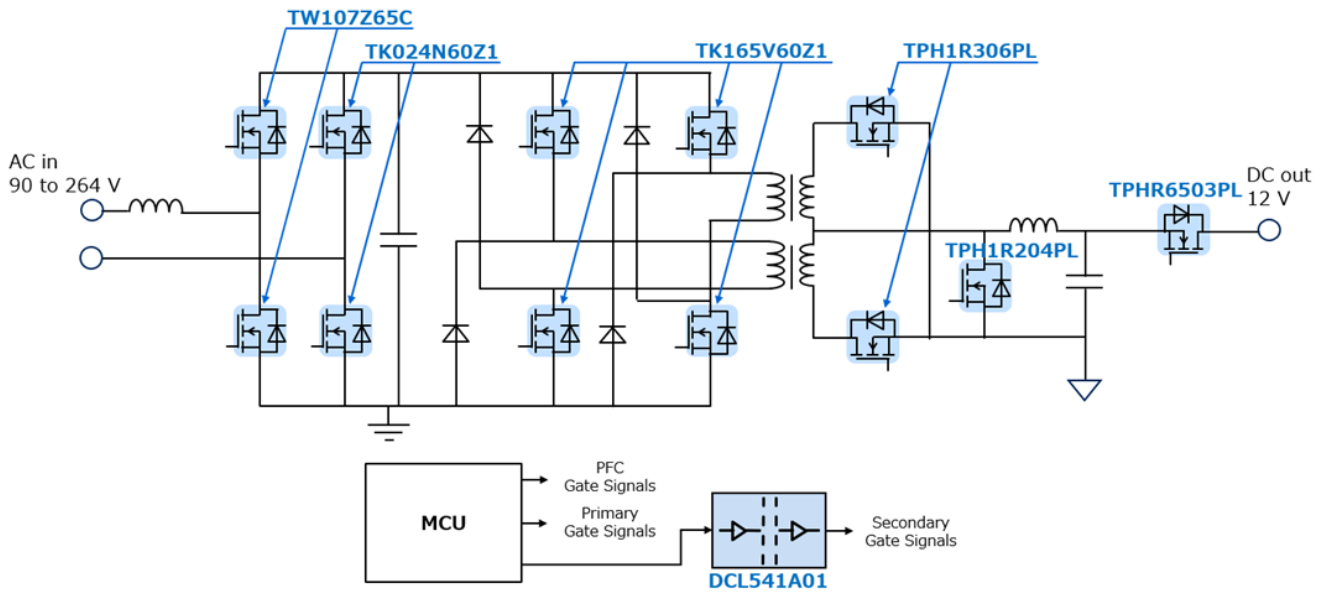 TW107Z65C
TK024N60Z1
TK165V60Z1
TPH1R306PL
AC in
90 to 264 V
DC out
12 V
TPHR6503PL
TPH1R204PL
MCU
PFC
Gate Signals
Primary
Gate Signals
Secondary
Gate Signals
DCL541A01